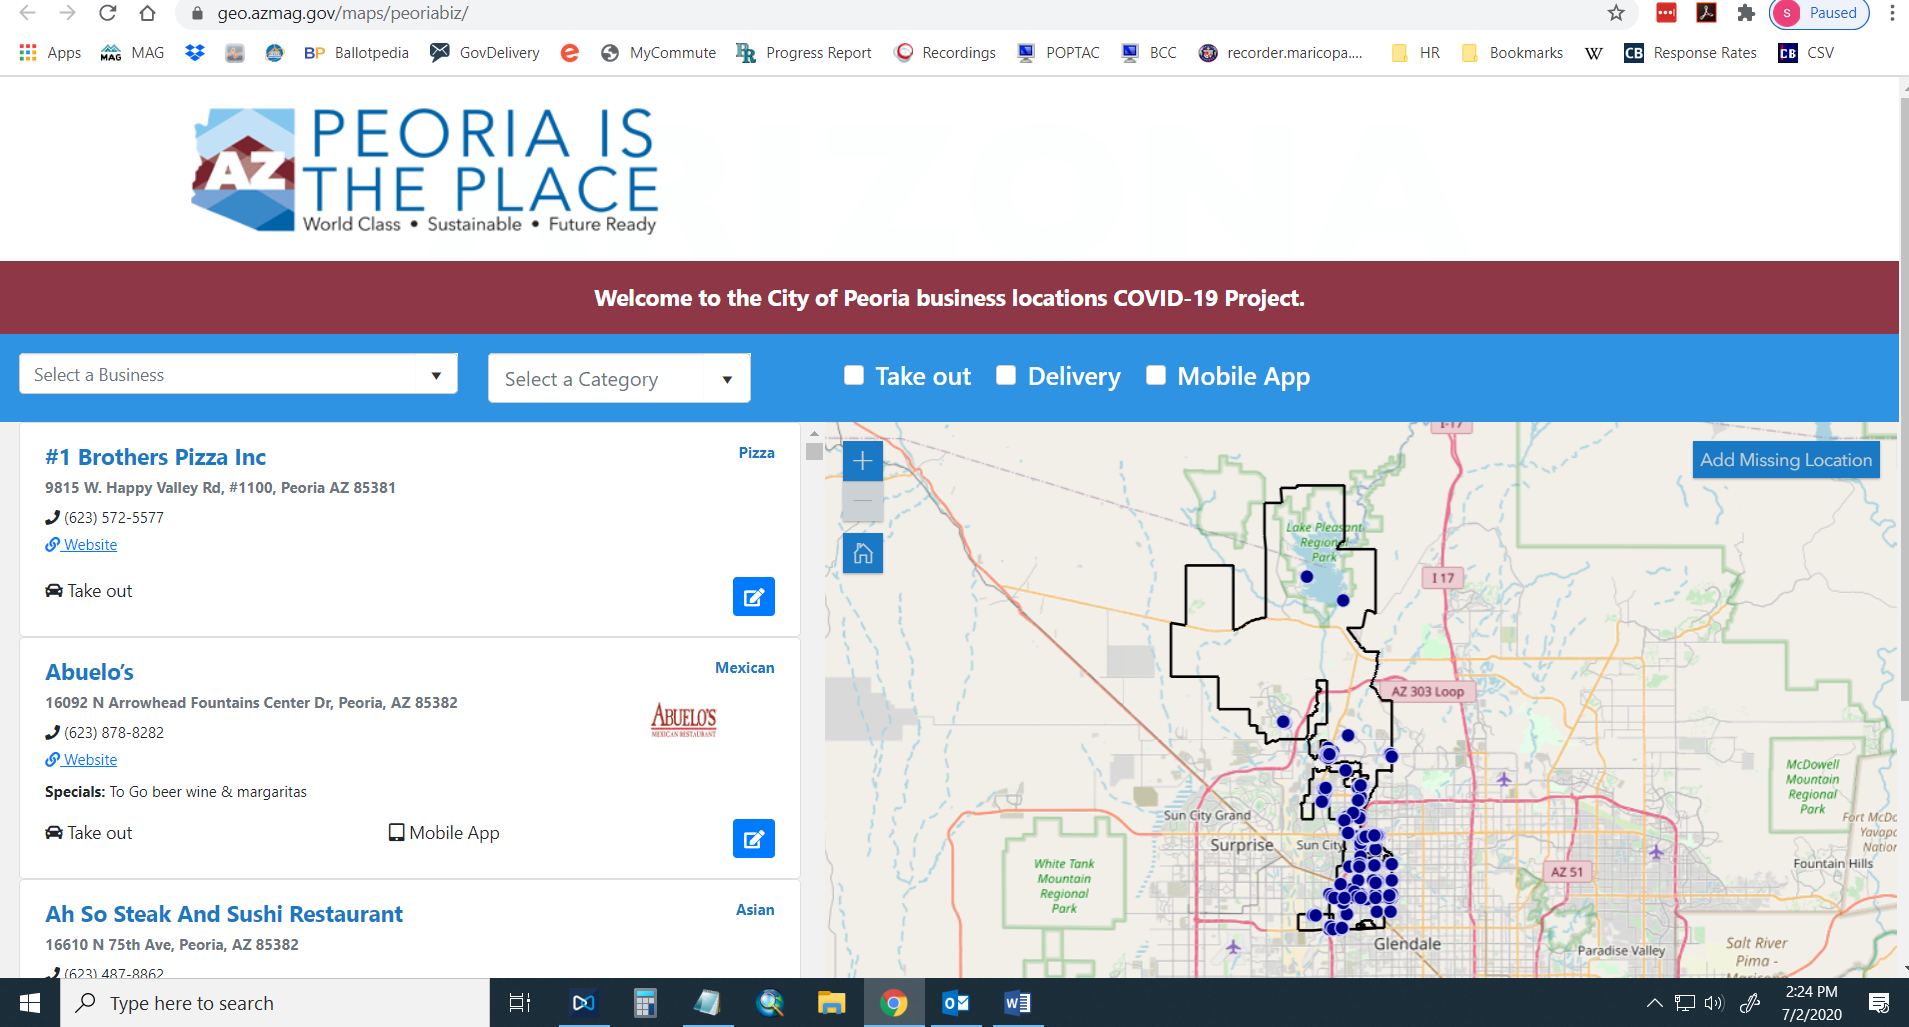 geo.azmag.gov/maps/peoriabiz/
S Paused
Apps MAG BP Ballotpedia GovDelivery MyCommute Progress Report Recordings POPTAC BCC recorder.maricopa.... HR Bookmarks W CB Response Rates CSV
AZ
PEORIA IS
THE PLACE
World Class • Sustainable • Future Ready
Welcome to the City of Peoria business locations COVID-19 Project.
Select a Business
Select a Category
Take out Delivery Mobile App
#1 Brothers Pizza Inc
Pizza
9815 W. Happy Valley Rd, #1100, Peoria AZ 85381
(623) 572-5577
Website
Take out
Abuelo's
Mexican
16092 N Arrowhead Fountains Center Dr, Peoria, AZ 85382
(623) 878-8282
ABUELO'S
MEXICAN RESTAURANT
Website
Specials: To Go beer wine & margaritas
Take out Mobile App
Ah So Steak And Sushi Restaurant
Asian
16610 N 75th Ave, Peoria, AZ 85382
(623) 487-8862
Add Missing Location
I-17
Lake Pleasant
Regional
Park
I 17
AZ 303 Loop
McDowell
Mountain
Regional
Park
Sun City Grand
Surprise
Sun City
Fountain Hills
White Tank
Mountain
Regional
Park
AZ 51
Glendale
Paradise Valley
Salt River
Pima -
Type here to search
2:24 PM
7/2/2020